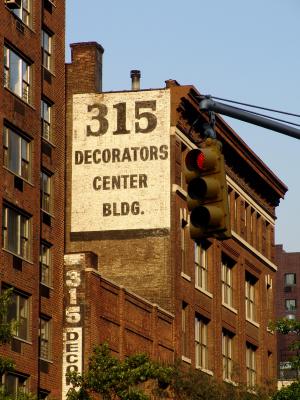 315
DECORATORS
CENTER
BLDG.
315
DECO